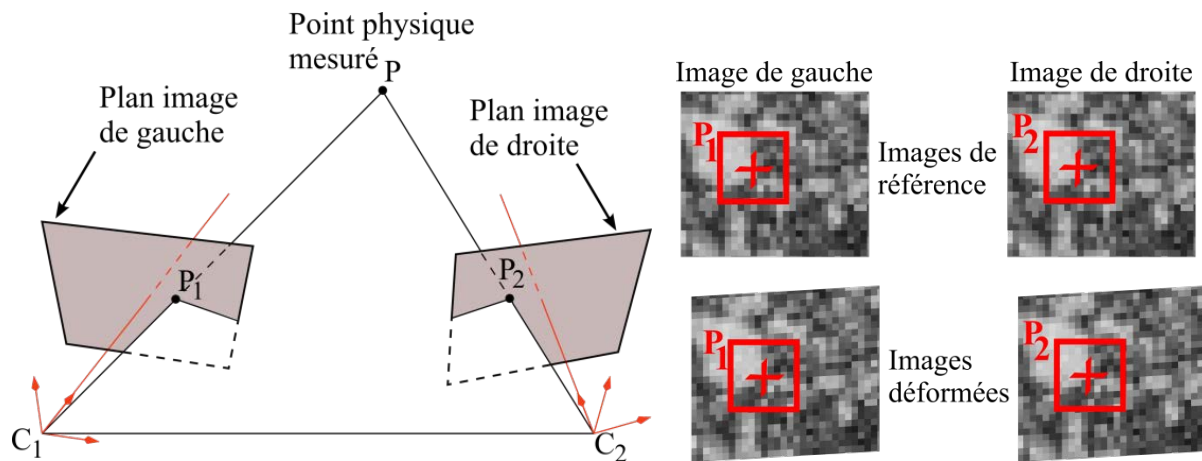 Point physique
mesuré
P
Plan image
de gauche
Plan image
de droite
P1
P2
C1
C2
Image de gauche
Image de droite
P1
P2
Images de
référence
P1
P2
Images
déformées